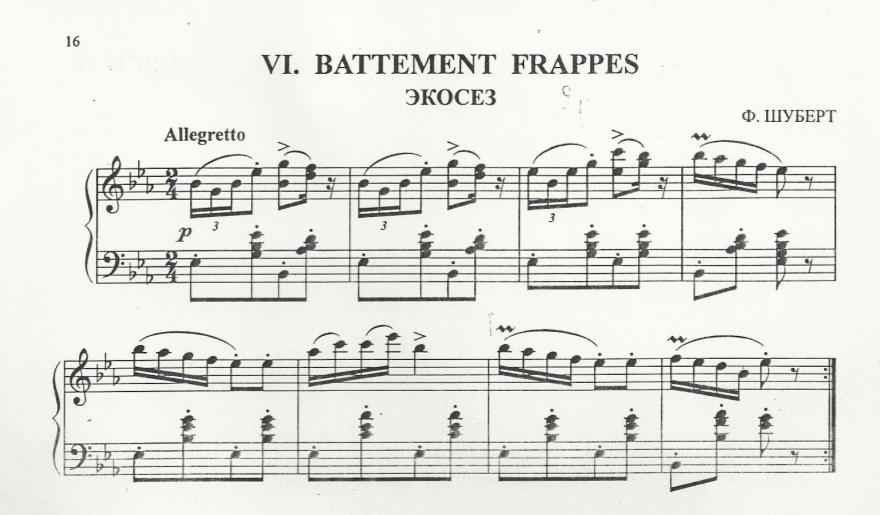 16
VI. BATTEMENT FRAPPES
ЭКОСЕЗ
Ф. ШУБЕРТ
Allegretto
3
3
3
p